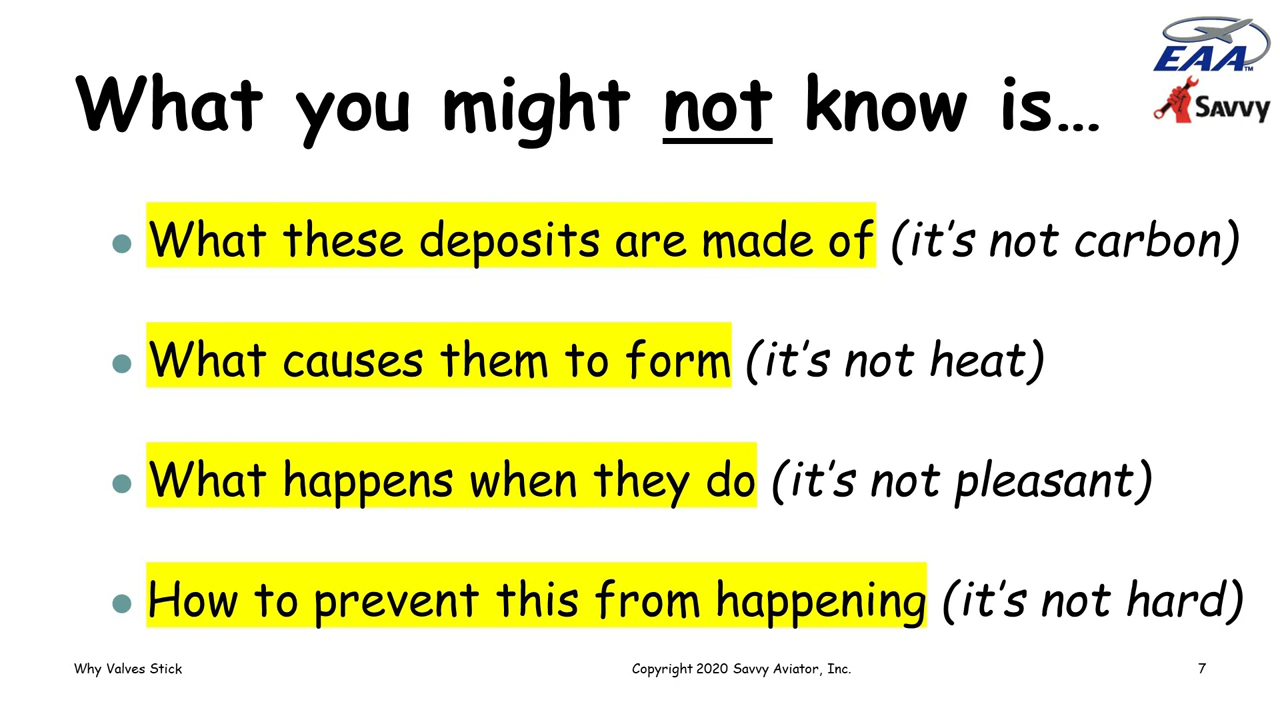 EAA™
Savvy
What you might not know is…
What these deposits are made of (it's not carbon)
What causes them to form (it's not heat)
What happens when they do (it's not pleasant)
How to prevent this from happening (it's not hard)
Why Valves Stick
Copyright 2020 Savvy Aviator, Inc.
7